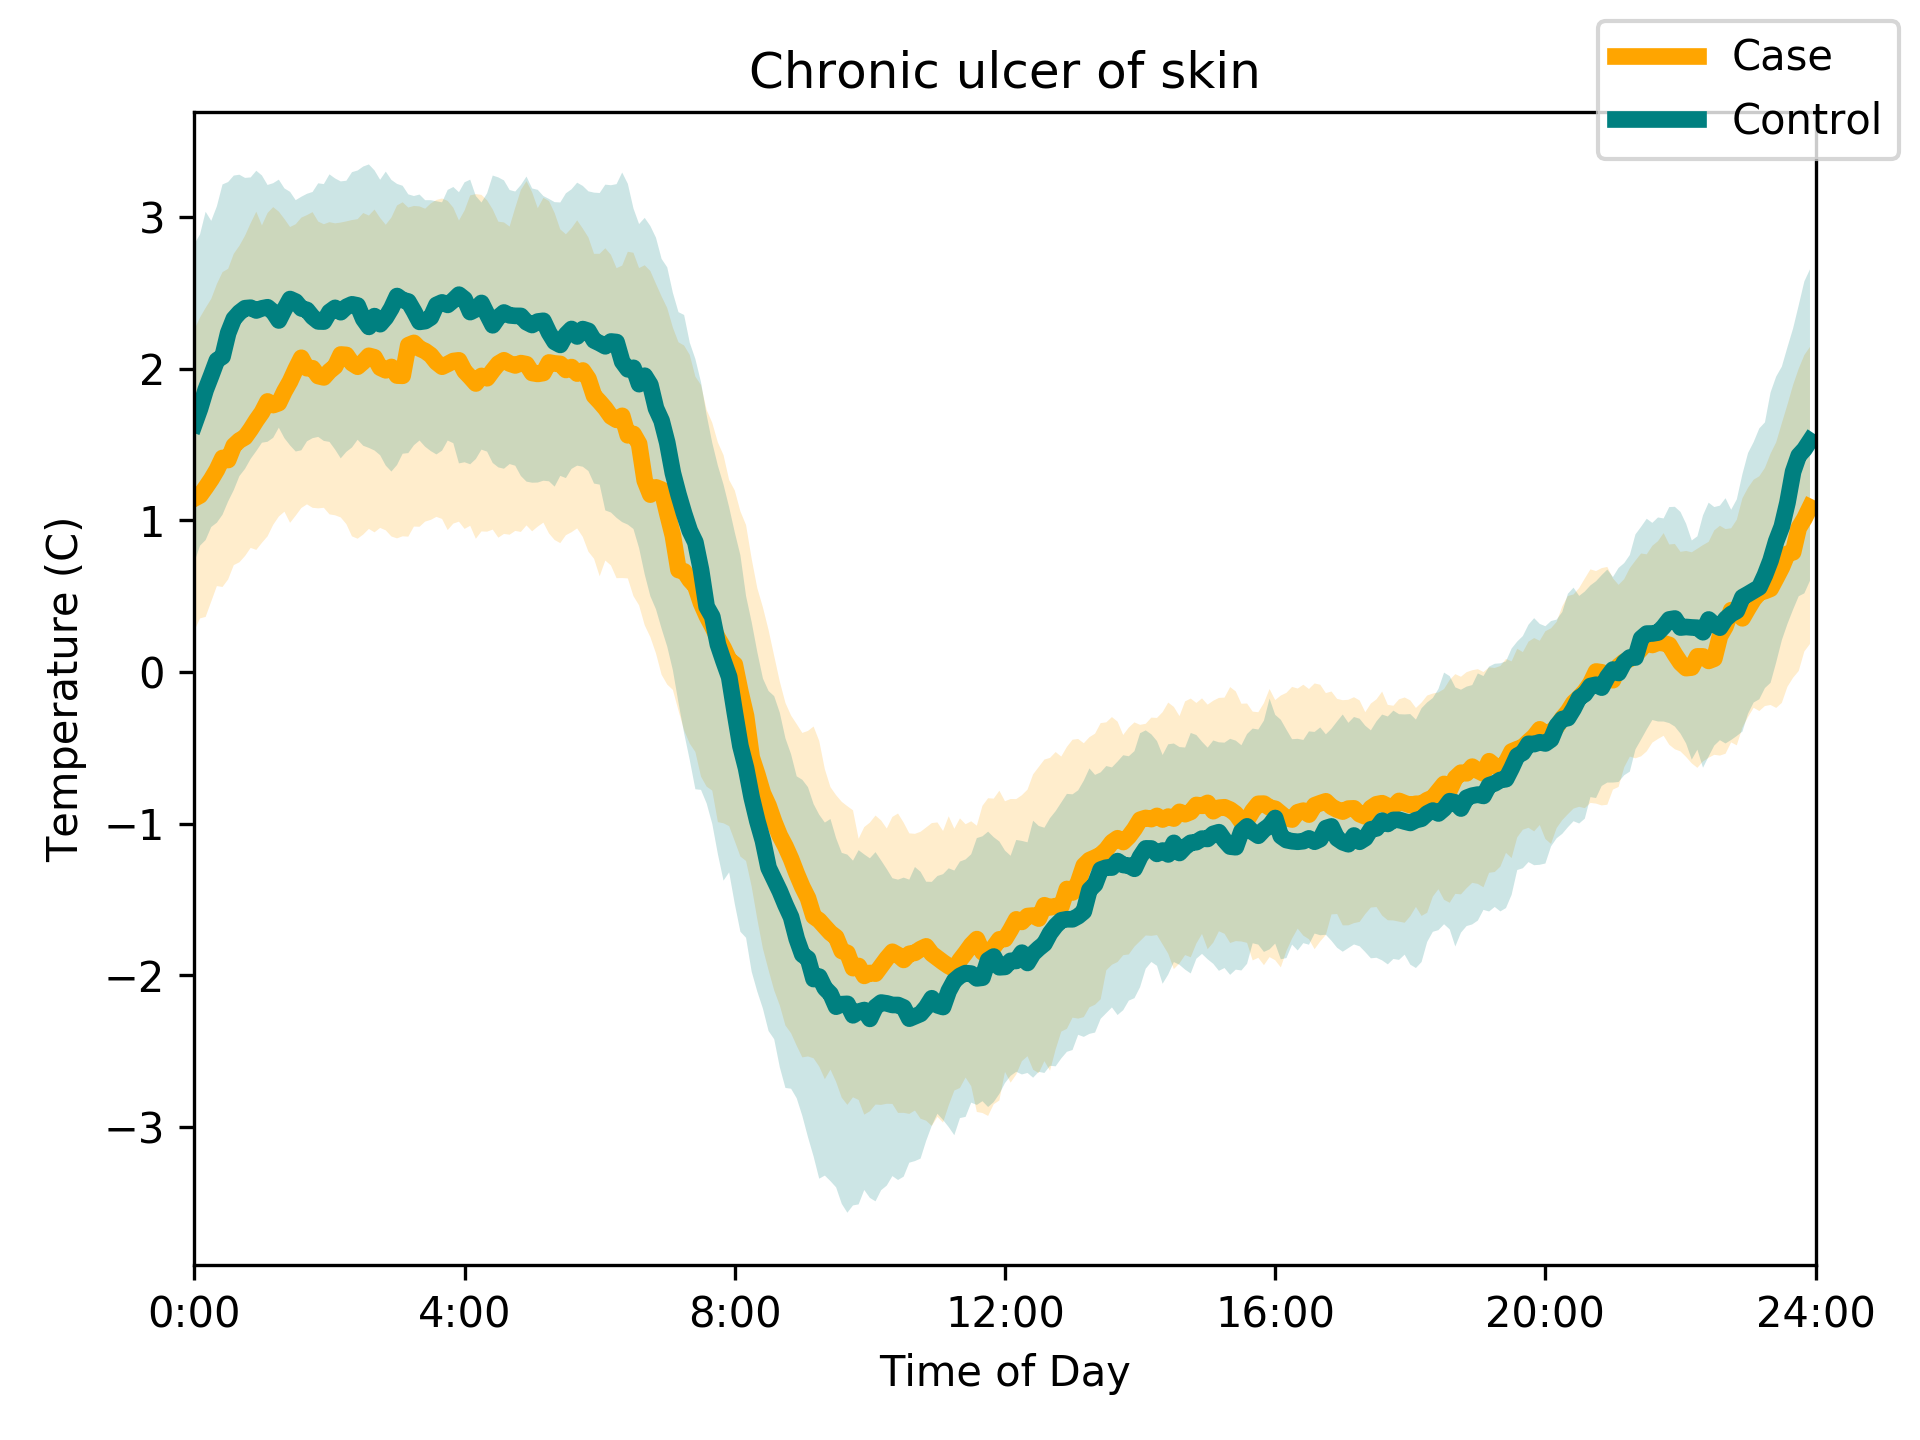 Chronic ulcer of skin
Case
Control
Temperature (C)
3
2
1
0
−1
−2
−3
0:00
4:00
8:00
12:00
16:00
20:00
24:00
Time of Day